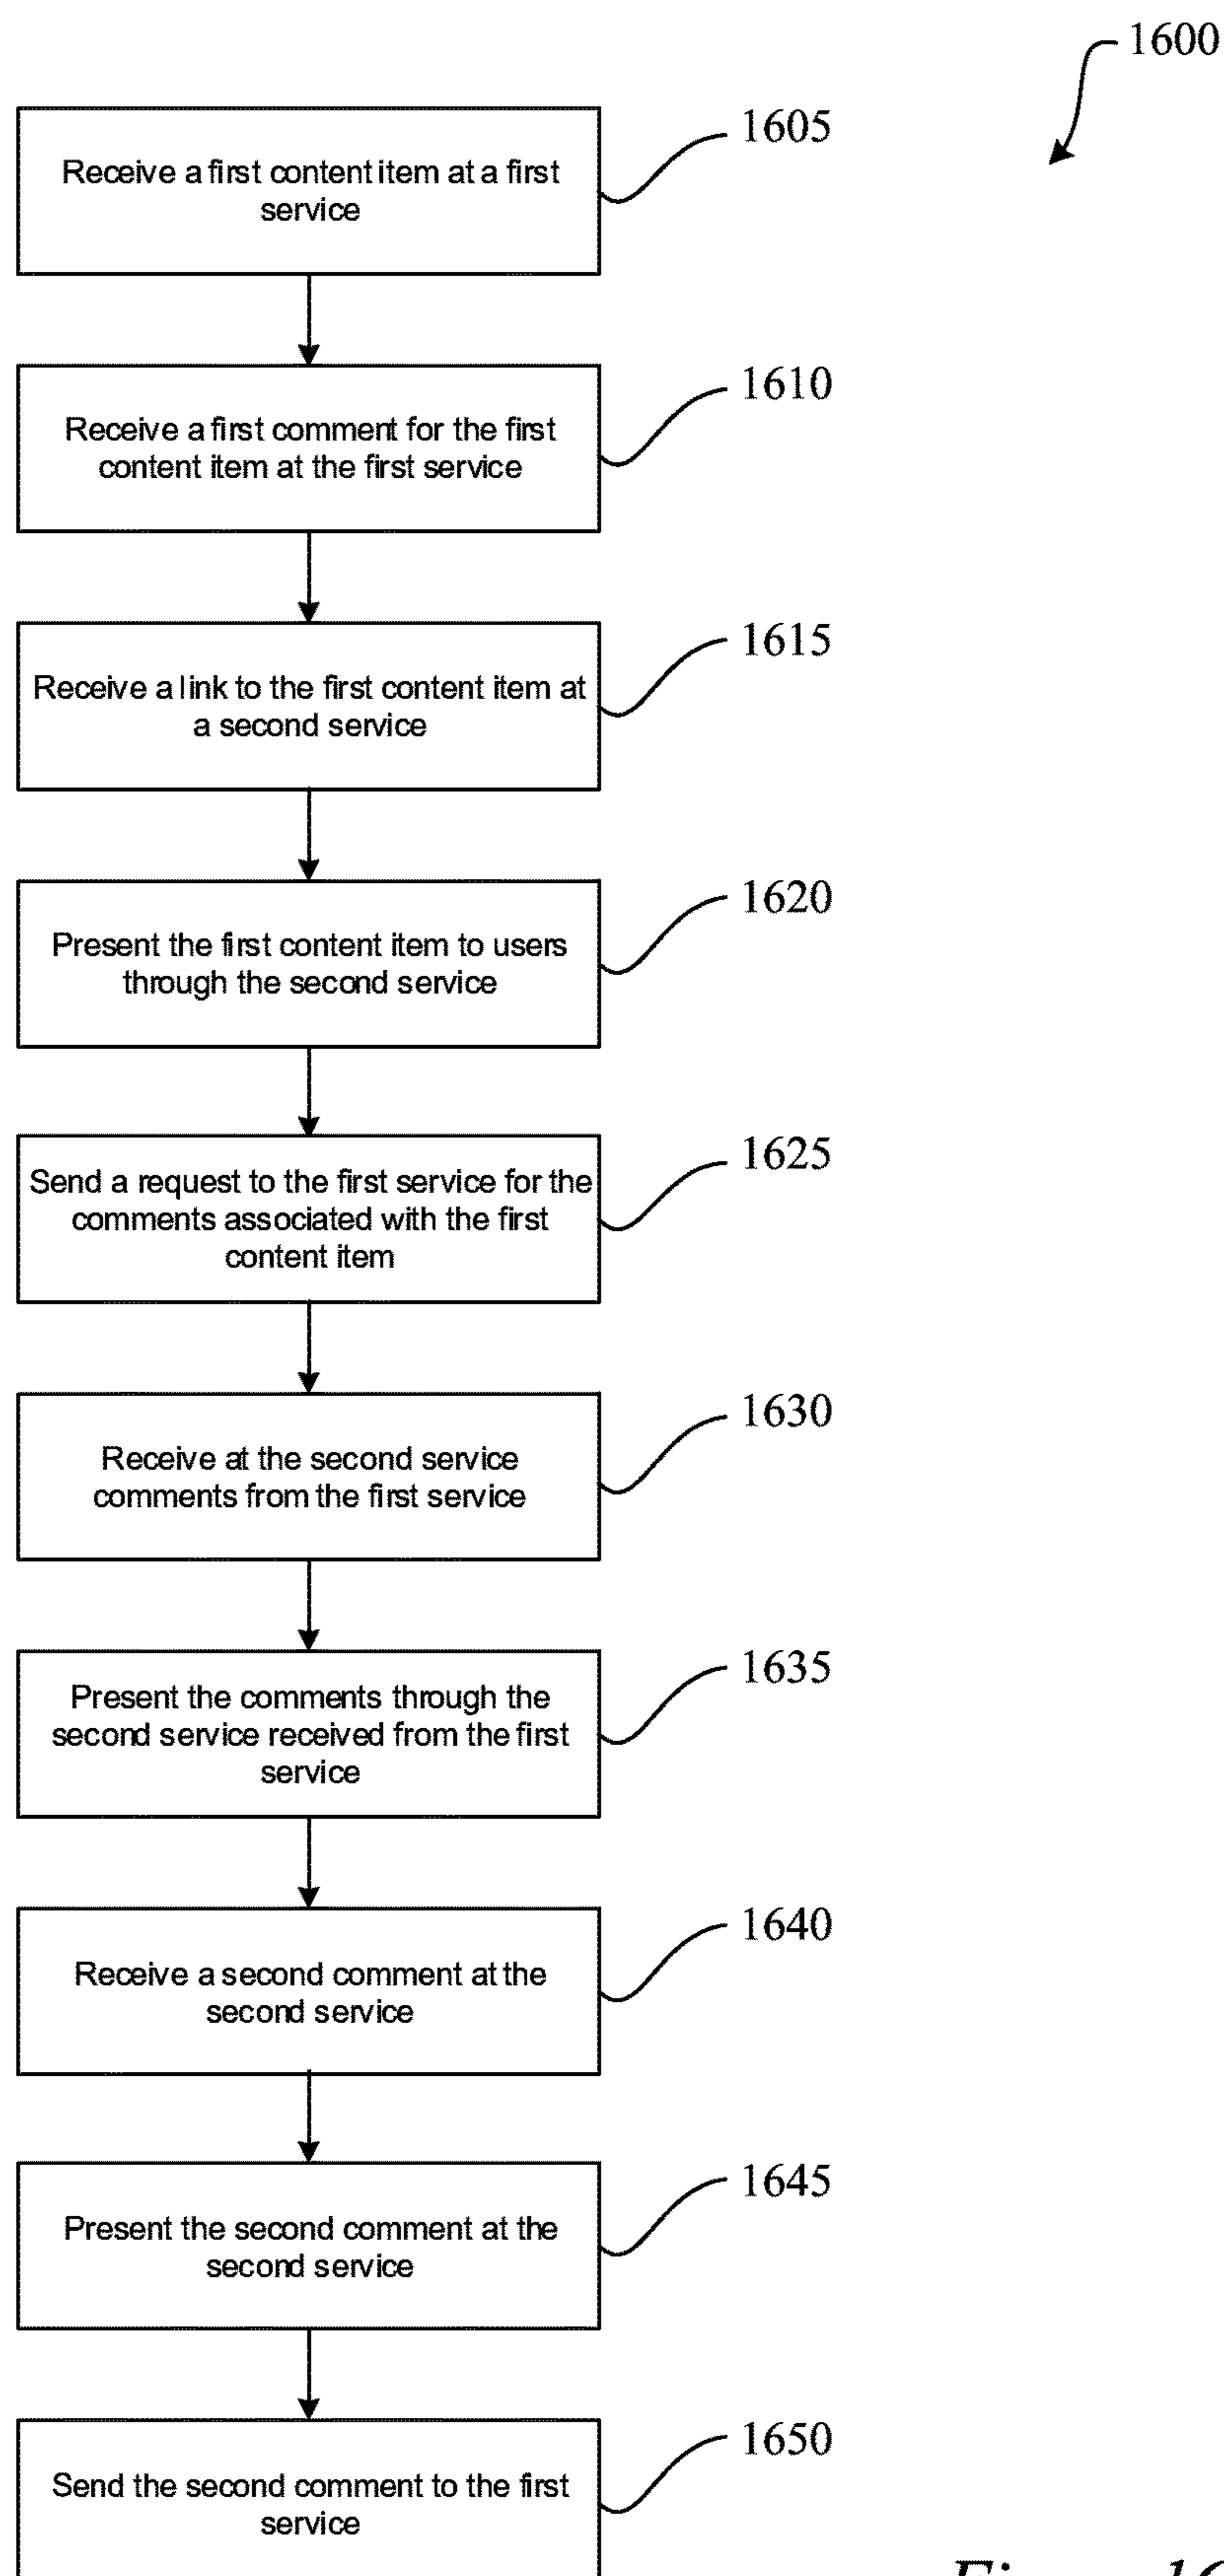 1600
Receive a first content item at a first
service
1605
Receive a first comment for the first
content item at the first service
1610
Receive a link to the first content item at
a second service
1615
Present the first content item to users
through the second service
1620
Send a request to the first service for the
comments associated with the first
content item
1625
Receive at the second service
comments from the first service
1630
Present the comments through the
second service received from the first
service
1635
Receive a second comment at the
second service
1640
Present the second comment at the
second service
1645
Send the second comment to the first
service
1650